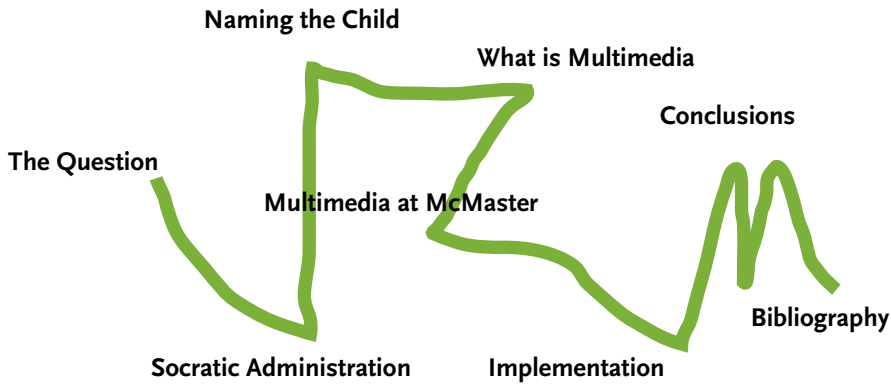 Naming the Child
What is Multimedia
Conclusions
The Question
Multimedia at McMaster
Bibliography
Socratic Administration
Implementation